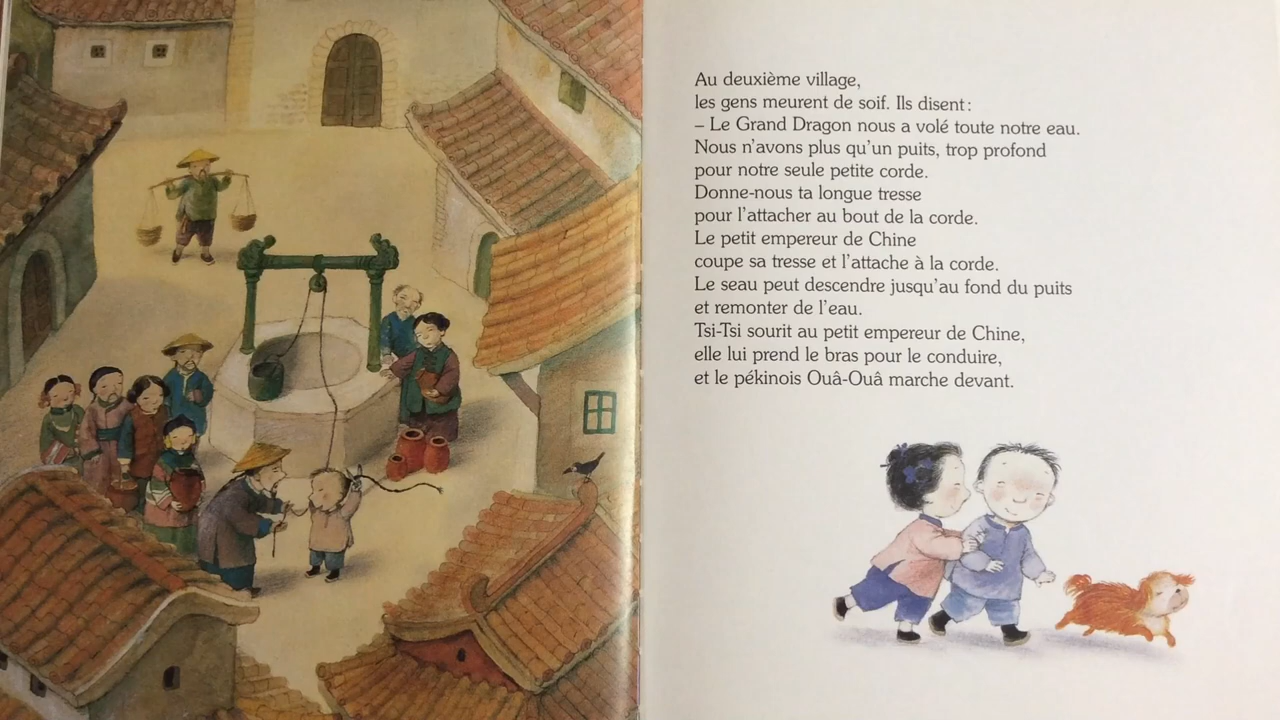 Au deuxième village,
les gens meurent de soif. Ils disent :
– Le Grand Dragon nous a volé toute notre eau.
Nous n'avons plus qu'un puits, trop profond
pour notre seule petite corde.
Donne-nous ta longue tresse
pour l'attacher au bout de la corde.
Le petit empereur de Chine
coupe sa tresse et l'attache à la corde.
Le seau peut descendre jusqu'au fond du puits
et remonter de l'eau.
Tsi-Tsi sourit au petit empereur de Chine,
elle lui prend le bras pour le conduire,
et le pékinois Ouâ-Ouâ marche devant.